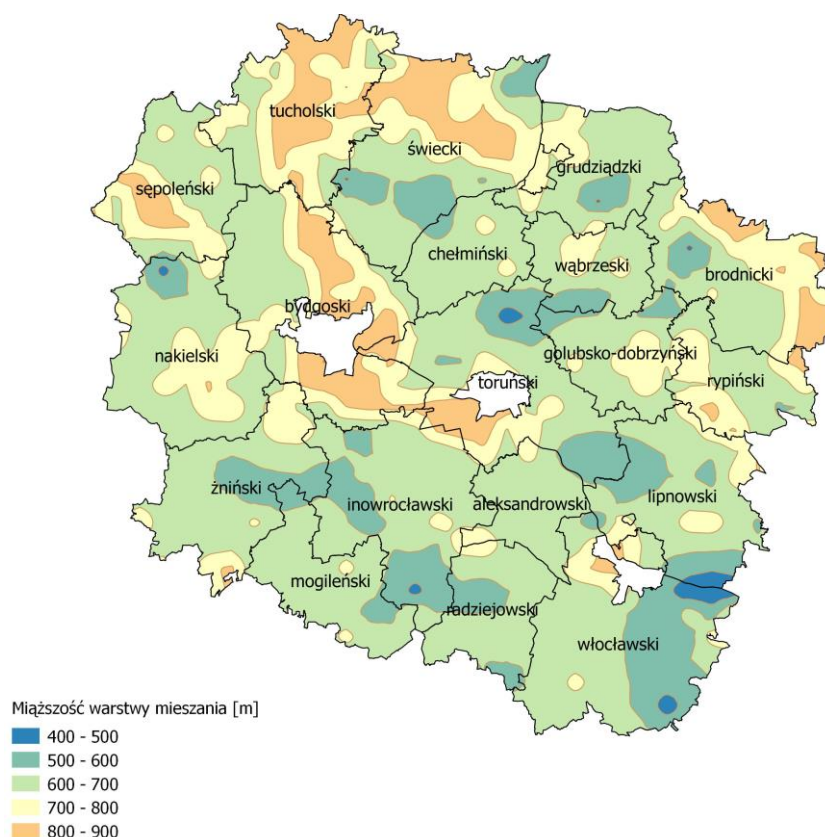 tucholski
świecki
grudziądzki
sępoleński
chełmiński
wąbrzeski
brodnicki
bydgoski
nakielski
golubsko-dobrzyński
toruński
rypiński
żniński
inowrocławski
aleksandrowski
lipnowski
mogileński
radziejowski
włocławski
Miąższość warstwy mieszania [m]
400 - 500
500 - 600
600 - 700
700 - 800
800 - 900